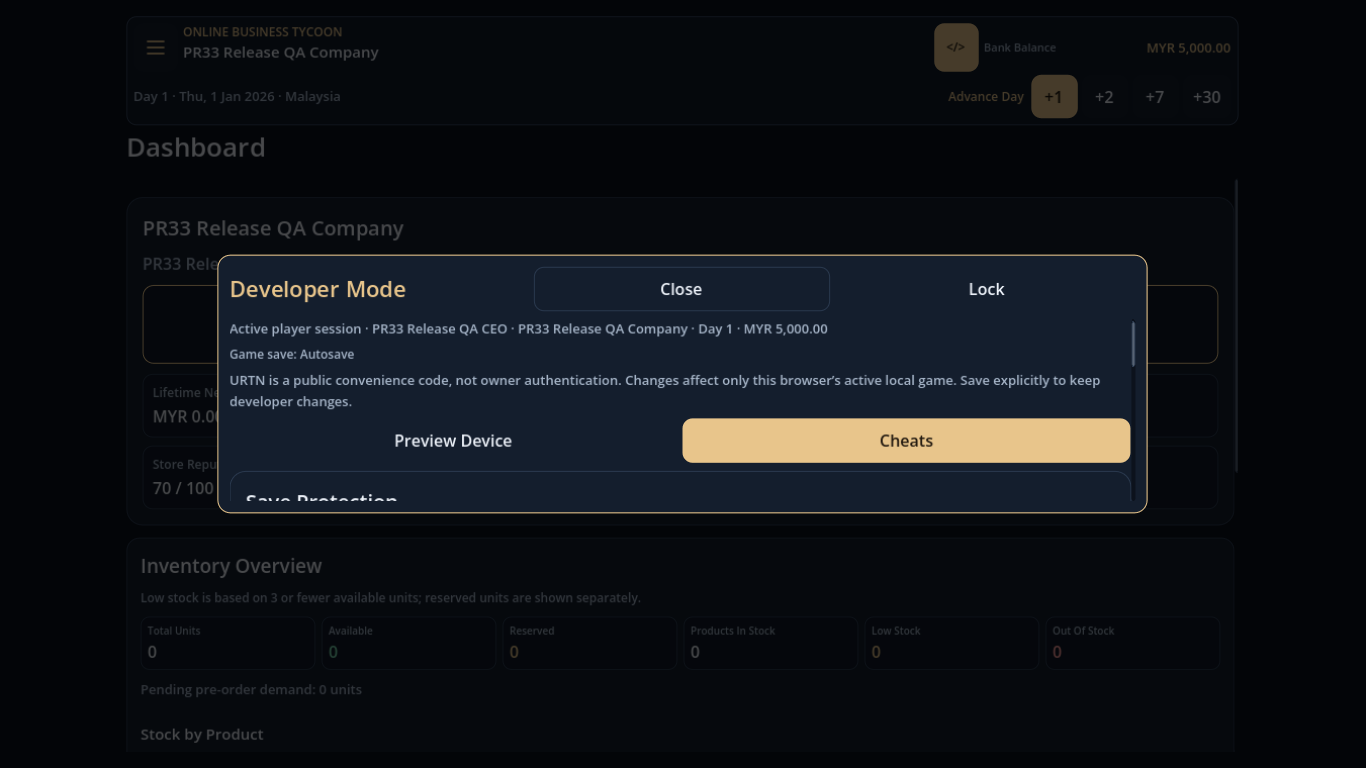 ONLINE BUSINESS TYCOON
PR33 Release QA Company
</>
Bank Balance
MYR 5,000.00
Day 1 · Thu, 1 Jan 2026 · Malaysia
Advance Day
+1
+2
+7
+30
Dashboard
PR33 Release QA Company
PR33 Rele
Developer Mode
Close
Lock
Active player session · PR33 Release QA CEO · PR33 Release QA Company · Day 1 · MYR 5,000.00
Game save: Autosave
URTN is a public convenience code, not owner authentication. Changes affect only this browser’s active local game. Save explicitly to keep
developer changes.
Preview Device
Cheats
Save Protection
Lifetime Ne
MYR 0.00
Store Repu
70 / 100
Inventory Overview
Low stock is based on 3 or fewer available units; reserved units are shown separately.
Total Units
0
Available
0
Reserved
0
Products In Stock
0
Low Stock
0
Out Of Stock
0
Pending pre-order demand: 0 units
Stock by Product